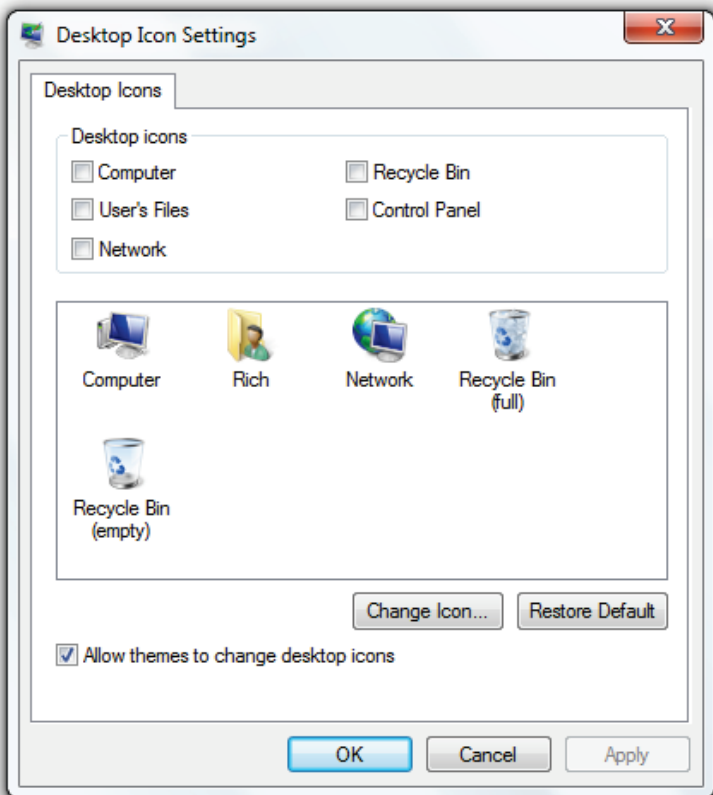 Desktop Icon Settings
Desktop Icons
Desktop icons
Computer
Recycle Bin
User's Files
Control Panel
Network
Computer
Rich
Network
Recycle Bin
(full)
Recycle Bin
(empty)
Change Icon...
Restore Default
Allow themes to change desktop icons
OK
Cancel
Apply